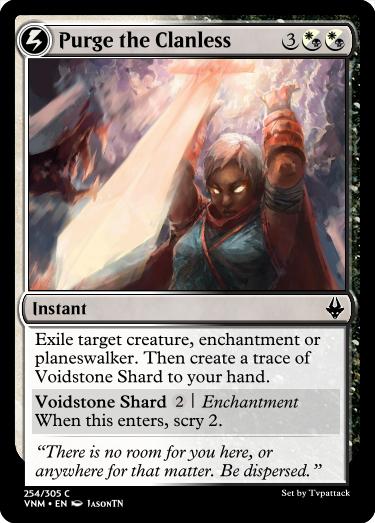 Purge the Clanless 3
Instant
Exile target creature, enchantment or
planeswalker. Then create a trace of
Voidstone Shard to your hand.
Voidstone Shard 2 | Enchantment
When this enters, scry 2.
“There is no room for you here, or
anywhere for that matter. Be dispersed.”
254/305 C
Set by Tvpattack
VNM • EN JasonTN